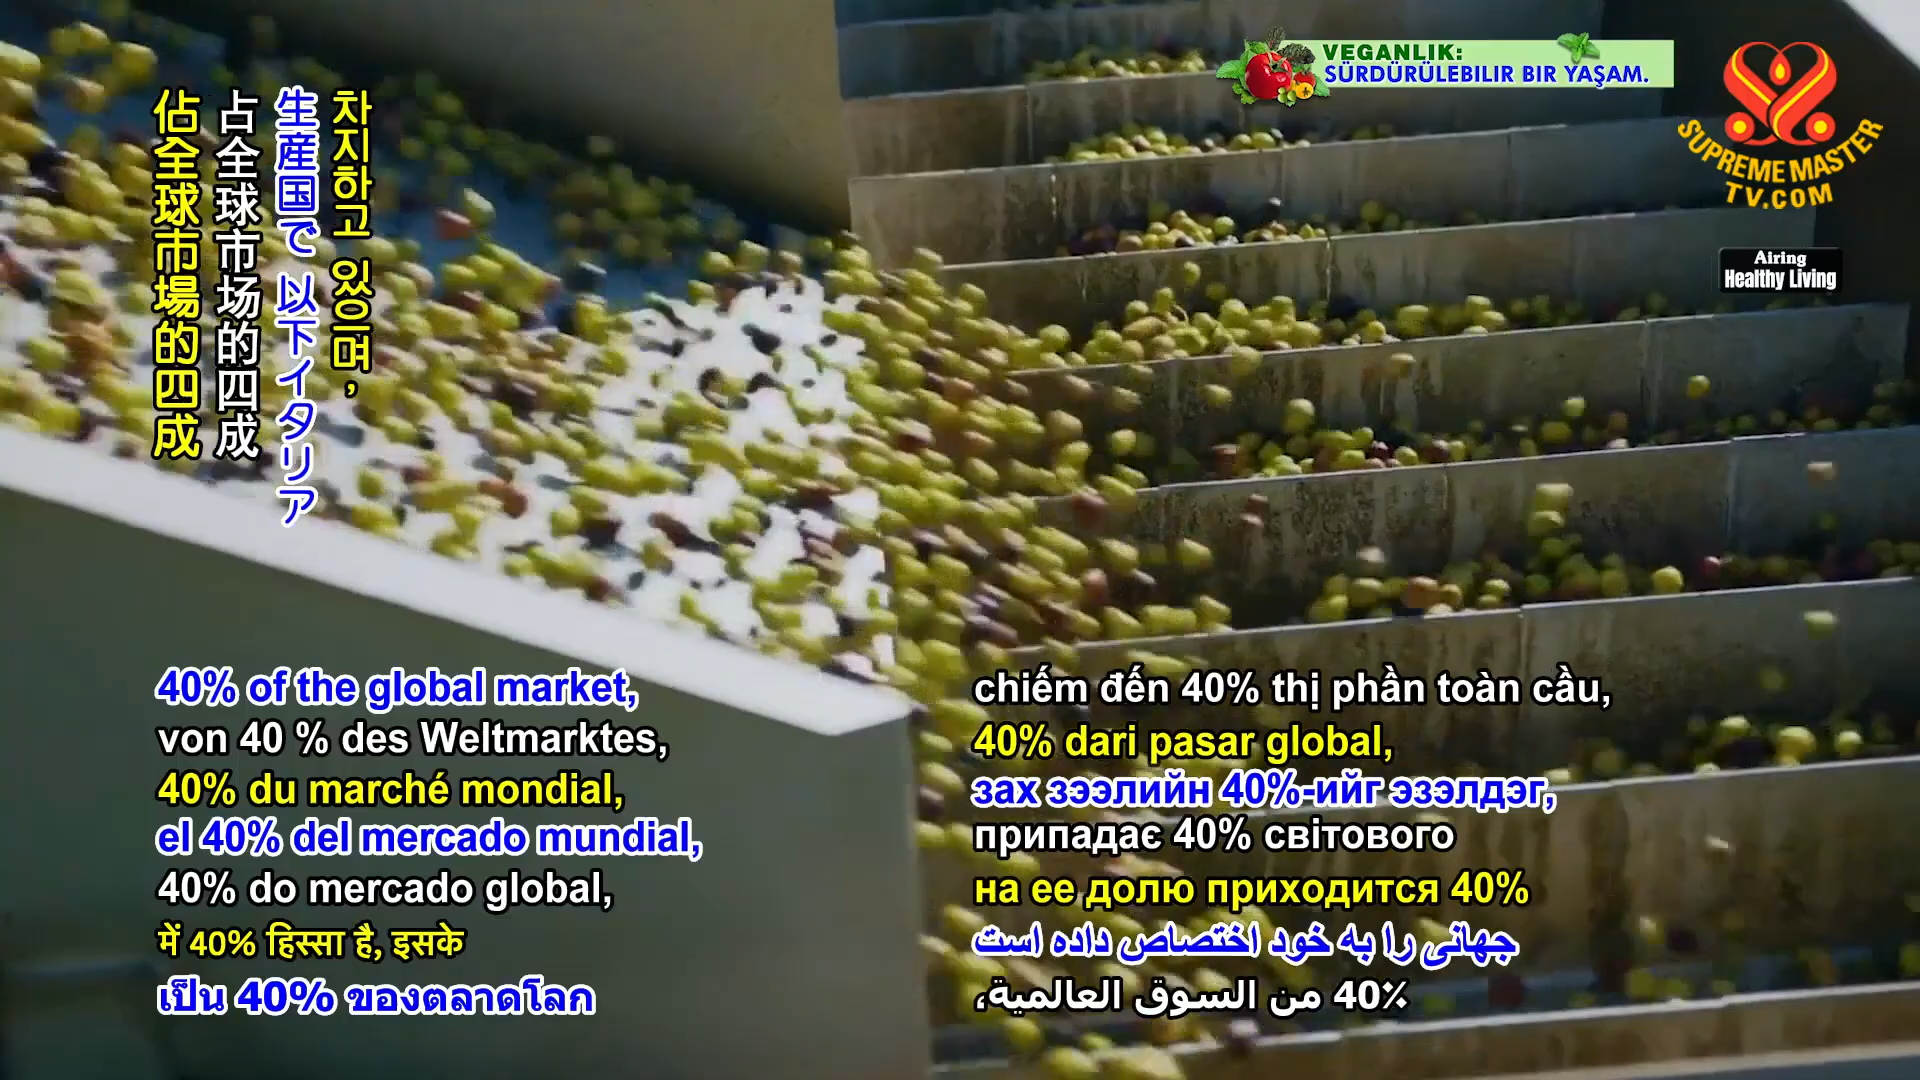 VEGANLIK:
SÜRDÜRÜLEBILIR BIR YAŞAM.
SUPREME MASTER
TV.COM
Airing
Healthy Living
차지하고 있으며,
生産国で 以下イタリア
占全球市场的四成
佔全球市場的四成
40% of the global market,
von 40 % des Weltmarktes,
40% du marché mondial,
el 40% del mercado mundial,
40% do mercado global,
में 40% हिस्सा है, इसके
เป็น 40% ของตลาดโลก
chiếm đến 40% thị phần toàn cầu,
40% dari pasar global,
зах зээлийн 40%-ийг эзэлдэг,
припадає 40% світового
на ее долю приходится 40%
جهانی را به خود اختصاص داده است
40٪ من السوق العالمية،